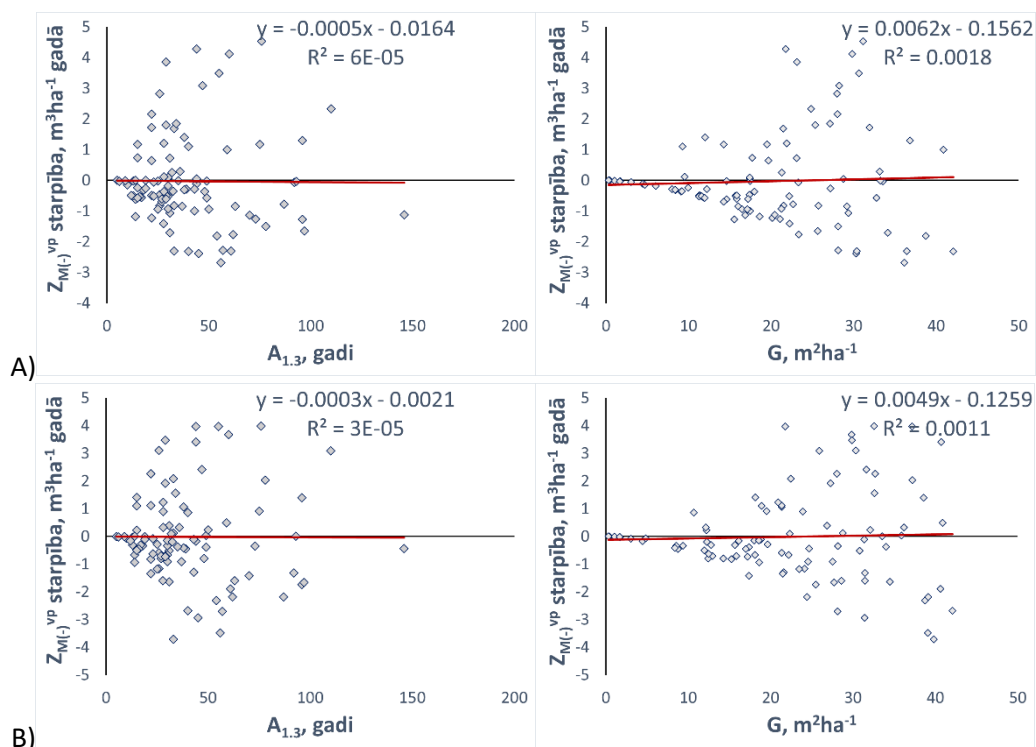 y = -0.0005x - 0.0164
R² = 6E-05
Z_M(-)^vp starpība, m³ha⁻¹ gadā
5
4
3
2
1
0
-1
-2
-3
-4
0 50 100 150 200
A₁.₃, gadi
y = 0.0062x - 0.1562
R² = 0.0018
Z_M(-)^vp starpība, m³ha⁻¹ gadā
5
4
3
2
1
0
-1
-2
-3
-4
0 10 20 30 40 50
G, m²ha⁻¹
A)
y = -0.0003x - 0.0021
R² = 3E-05
Z_M(-)^vp starpība, m³ha⁻¹ gadā
5
4
3
2
1
0
-1
-2
-3
-4
-5
0 50 100 150 200
A₁.₃, gadi
y = 0.0049x - 0.1259
R² = 0.0011
Z_M(-)^vp starpība, m³ha⁻¹ gadā
5
4
3
2
1
0
-1
-2
-3
-4
-5
0 10 20 30 40 50
G, m²ha⁻¹
B)